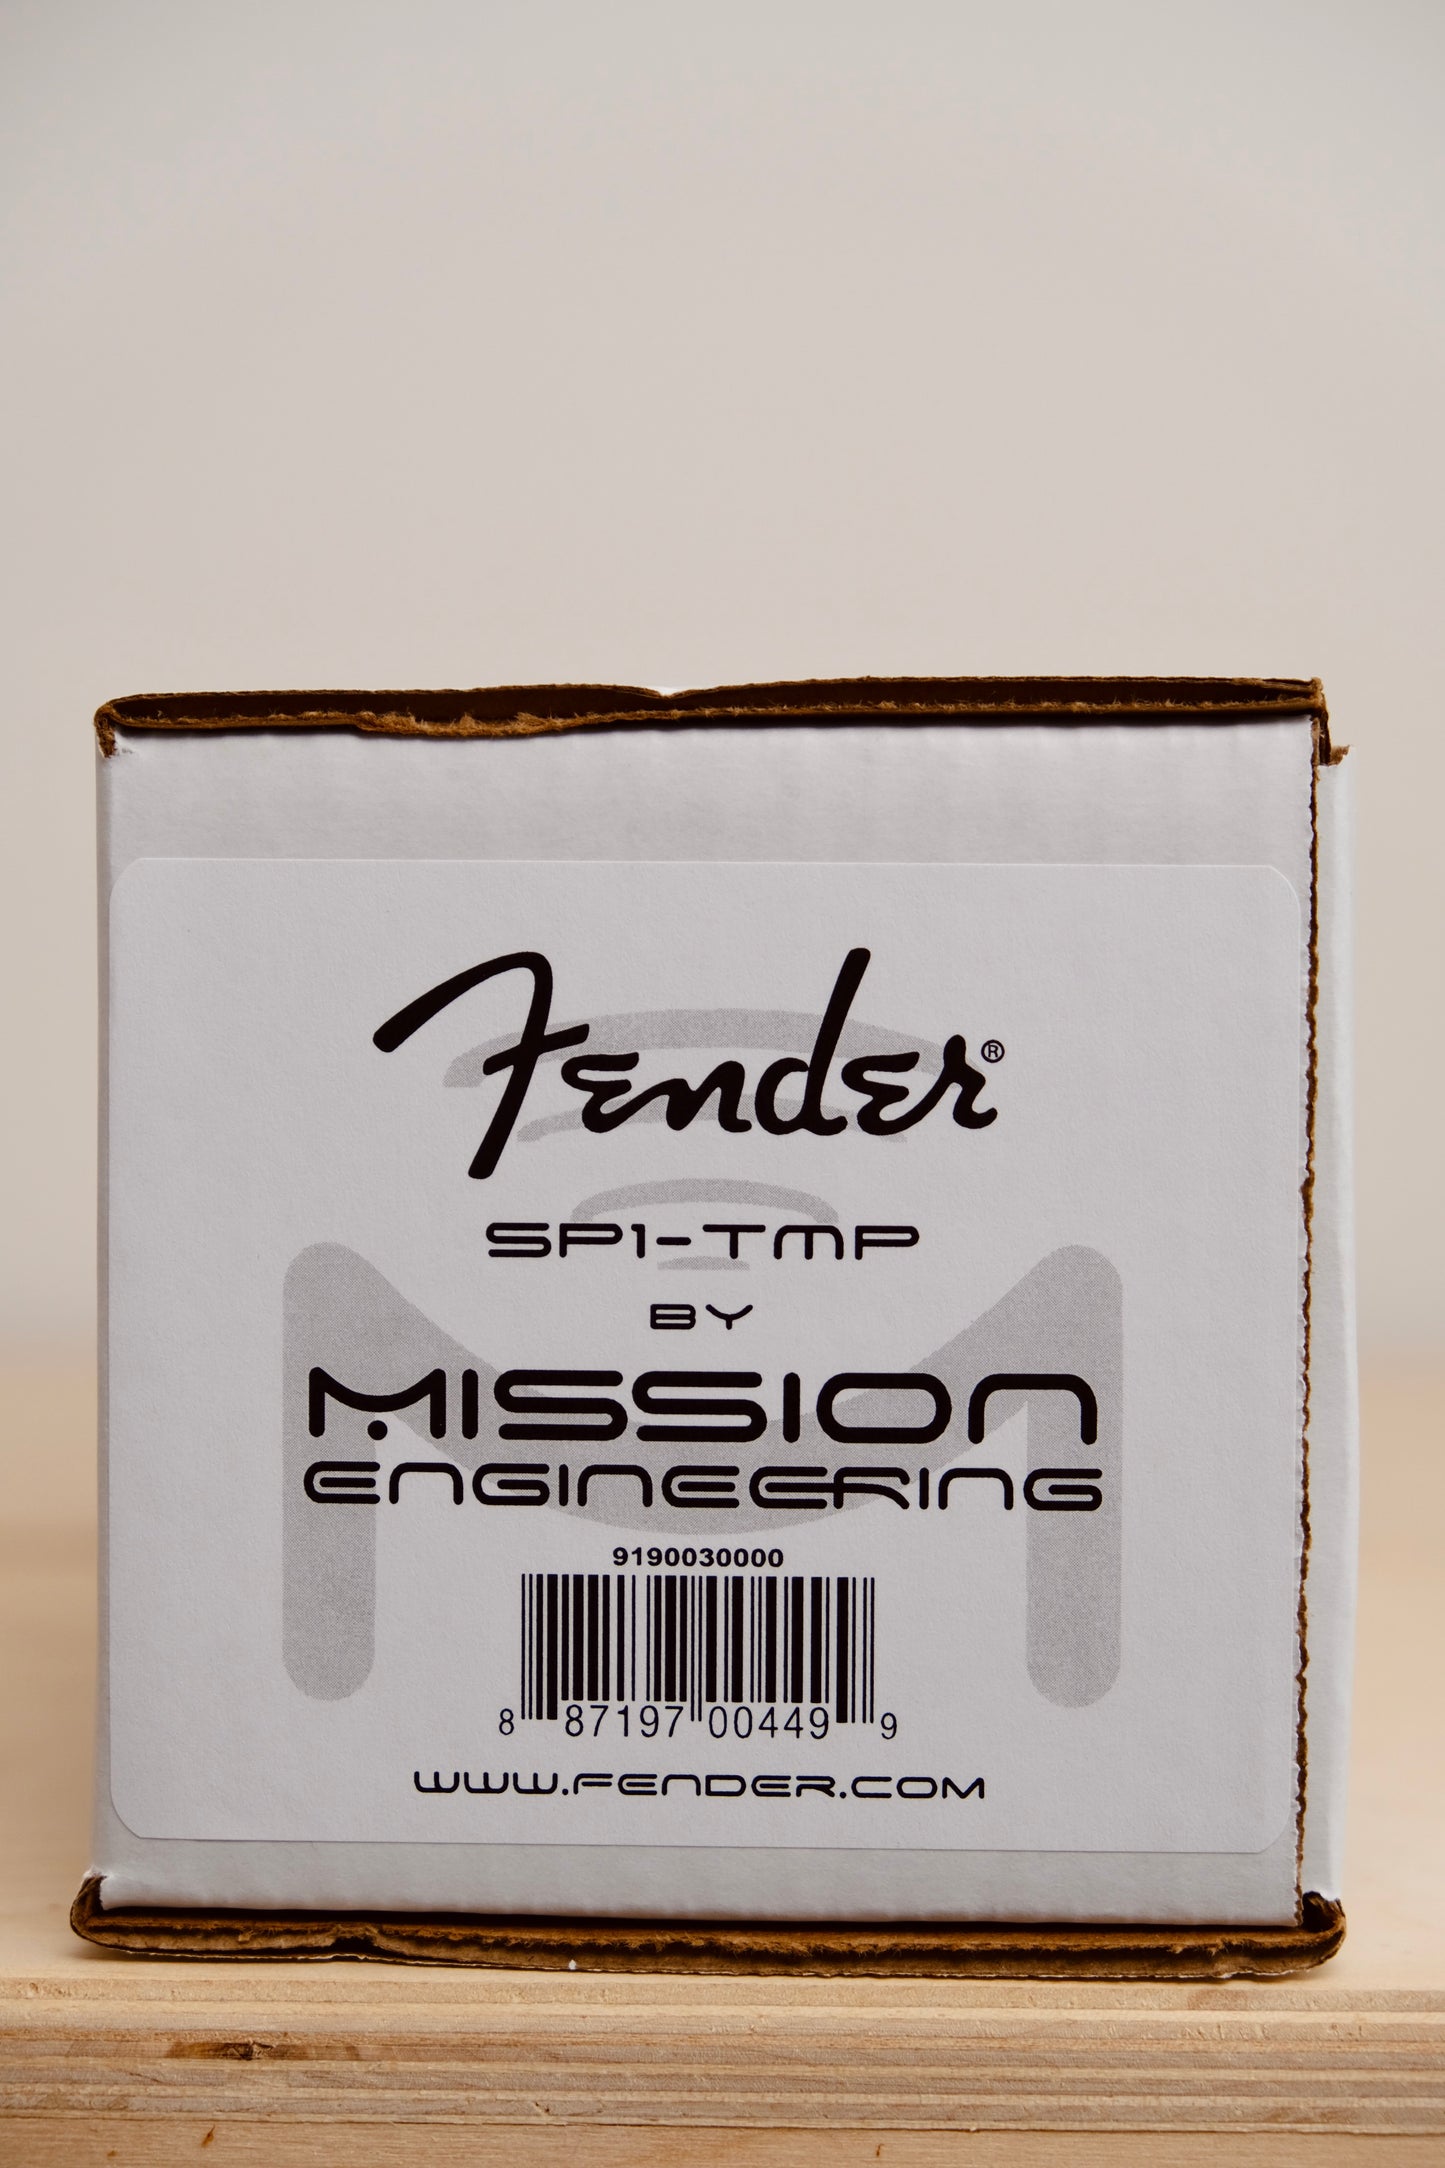 Fender®
SP1-TMP
BY
MISSION
ENGINEERING
9190030000
8 87197 00449 9
WWW.FENDER.COM